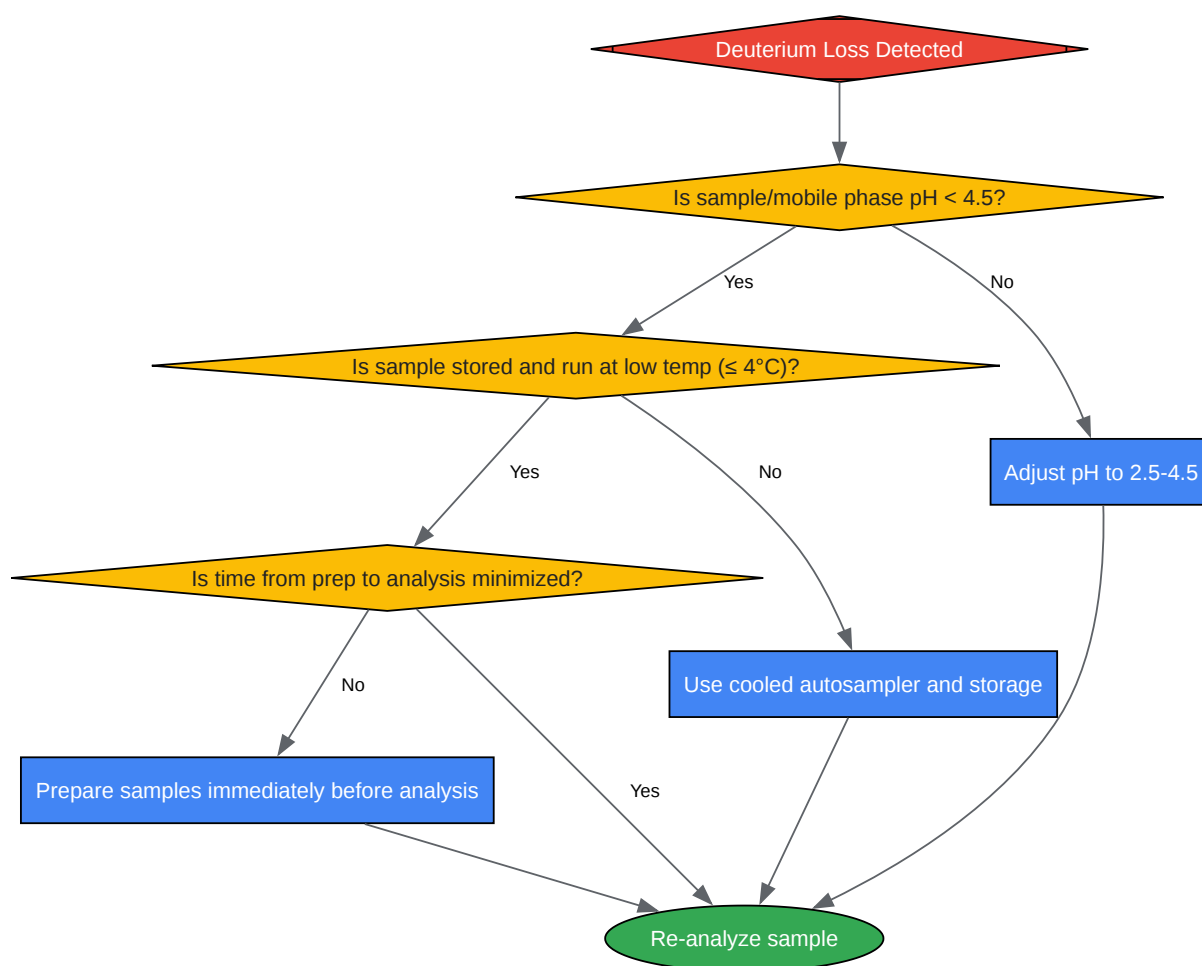 Deuterium Loss Detected
Is sample/mobile phase pH < 4.5?
Yes
No
Is sample stored and run at low temp (≤ 4°C)?
Yes
No
Adjust pH to 2.5-4.5
Is time from prep to analysis minimized?
No
Use cooled autosampler and storage
Prepare samples immediately before analysis
Yes
Re-analyze sample